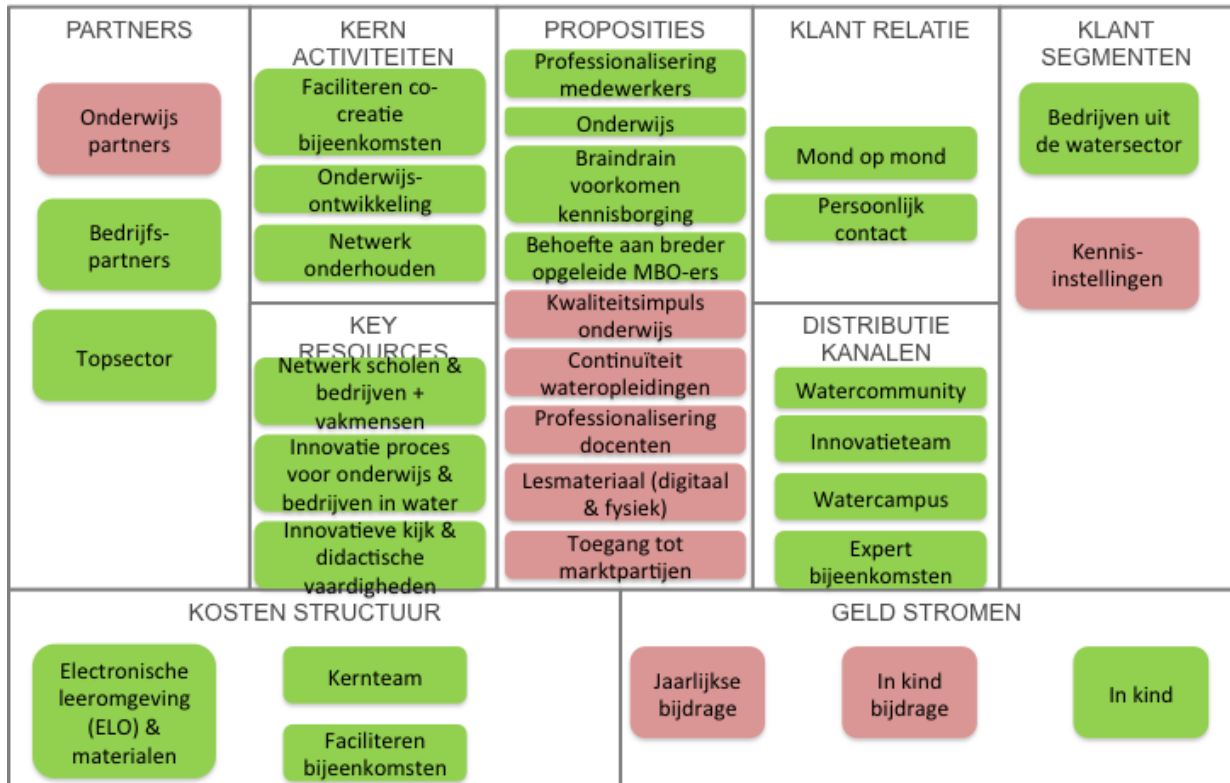 PARTNERS
Onderwijs
partners
Bedrijfs-
partners
Topsector
KERN
ACTIVITEITEN
Faciliteren co-
creatie
bijeenkomsten
Onderwijs-
ontwikkeling
Netwerk
onderhouden
KEY
RESOURCES
Netwerk scholen &
bedrijven +
vakmensen
Innovatie proces
voor onderwijs &
bedrijven in water
Innovatieve kijk &
didactische
vaardigheden
PROPOSITIES
Professionalisering
medewerkers
Onderwijs
Braindrain
voorkomen
kennisborging
Behoefte aan breder
opgeleide MBO-ers
Kwaliteitsimpuls
onderwijs
Continuïteit
wateropleidingen
Professionalisering
docenten
Lesmateriaal (digitaal
& fysiek)
Toegang tot
marktpartijen
KLANT RELATIE
Mond op mond
Persoonlijk
contact
DISTRIBUTIE
KANALEN
Watercommunity
Innovatieteam
Watercampus
Expert
bijeenkomsten
KLANT
SEGMENTEN
Bedrijven uit
de watersector
Kennis-
instellingen
KOSTEN STRUCTUUR
Electronische
leeromgeving
(ELO) &
materialen
Kernteam
Faciliteren
bijeenkomsten
GELD STROMEN
Jaarlijkse
bijdrage
In kind
bijdrage
In kind